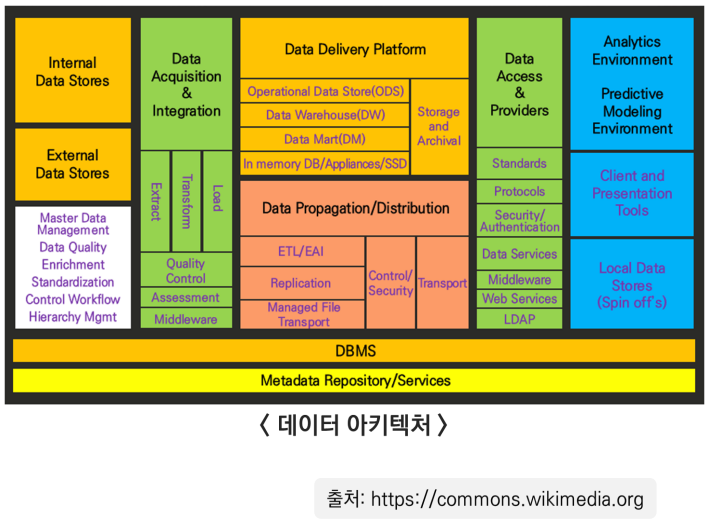 Internal
Data Stores
External
Data Stores
Master Data
Management
Data Quality
Enrichment
Standardization
Control Workflow
Hierarchy Mgmt
Data
Acquisition
&
Integration
Extract
Transform
Load
Quality
Control
Assessment
Middleware
Data Delivery Platform
Operational Data Store(ODS)
Data Warehouse(DW)
Data Mart(DM)
In memory DB/Appliances/SSD
Storage
and
Archival
Data Propagation/Distribution
ETL/EAI
Replication
Managed File
Transport
Control/
Security
Transport
Data
Access
&
Providers
Standards
Protocols
Security/
Authentication
Data Services
Middleware
Web Services
LDAP
Analytics
Environment
Predictive
Modeling
Environment
Client and
Presentation
Tools
Local Data
Stores
(Spin off's)
DBMS
Metadata Repository/Services
< 데이터 아키텍처 >
출처: https://commons.wikimedia.org